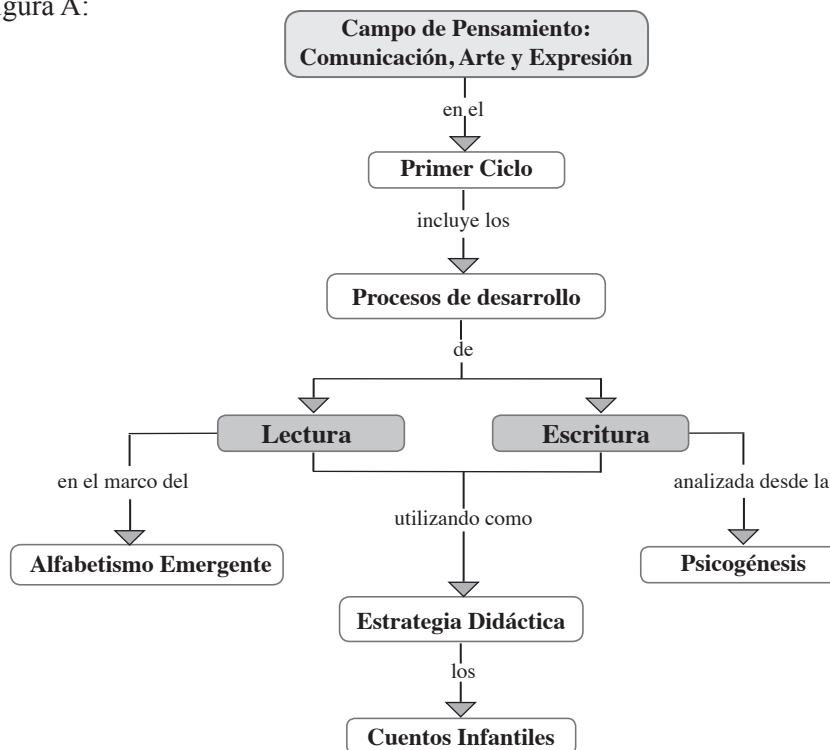 gura A:
Campo de Pensamiento:
Comunicación, Arte y Expresión
en el
Primer Ciclo
incluye los
Procesos de desarrollo
de
Lectura
Escritura
en el marco del
analizada desde la
utilizando como
Alfabetismo Emergente
Psicogénesis
Estrategia Didáctica
los
Cuentos Infantiles